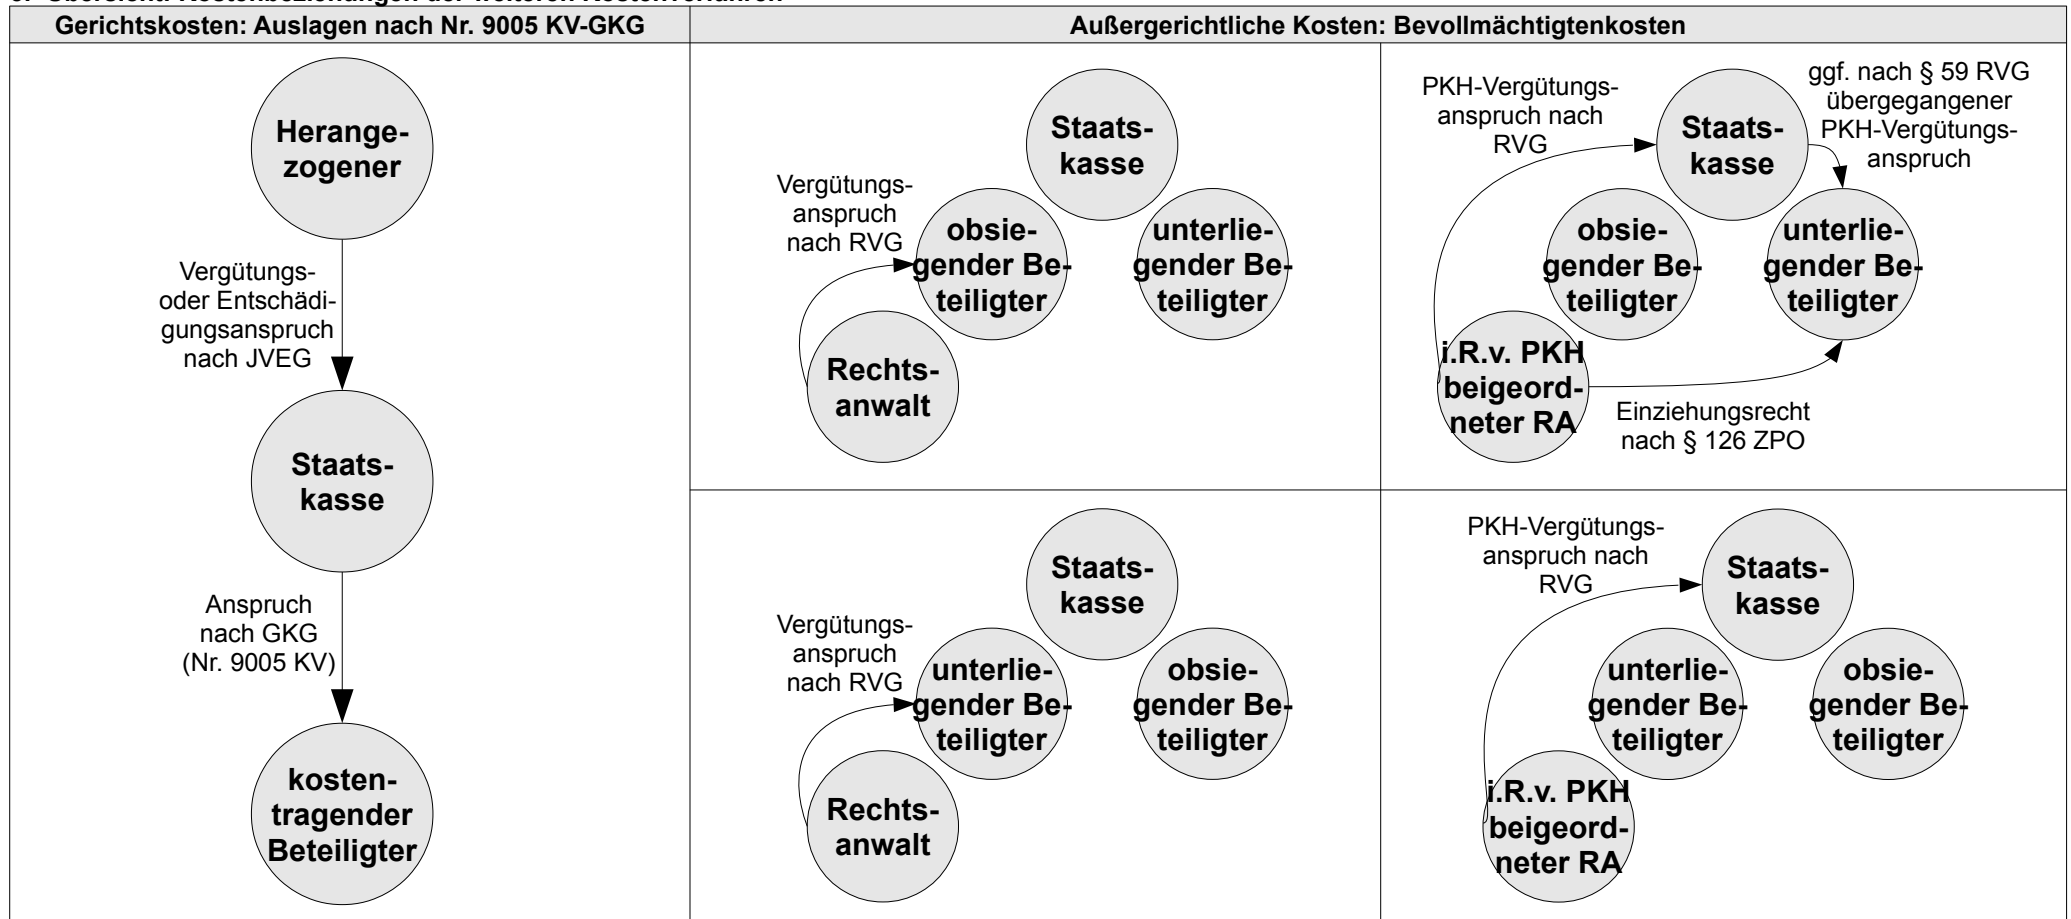 Gerichtskosten: Auslagen nach Nr. 9005 KV-GKG
Außergerichtliche Kosten: Bevollmächtigtenkosten
Herange-
zogener
Vergütungs-
oder Entschädi-
gungsanspruch
nach JVEG
Staats-
kasse
Anspruch
nach GKG
(Nr. 9005 KV)
kosten-
tragender
Beteiligter
Staats-
kasse
Vergütungs-
anspruch
nach RVG
obsie-
gender Be-
teiligter
unterlie-
gender Be-
teiligter
Rechts-
anwalt
PKH-Vergütungs-
anspruch nach
RVG
Staats-
kasse
ggf. nach § 59 RVG
übergegangener
PKH-Vergütungs-
anspruch
obsie-
gender Be-
teiligter
unterlie-
gender Be-
teiligter
i.R.v. PKH
beigeord-
neter RA
Einziehungsrecht
nach § 126 ZPO
Staats-
kasse
Vergütungs-
anspruch
nach RVG
unterlie-
gender Be-
teiligter
obsie-
gender Be-
teiligter
Rechts-
anwalt
PKH-Vergütungs-
anspruch nach
RVG
Staats-
kasse
unterlie-
gender Be-
teiligter
obsie-
gender Be-
teiligter
i.R.v. PKH
beigeord-
neter RA